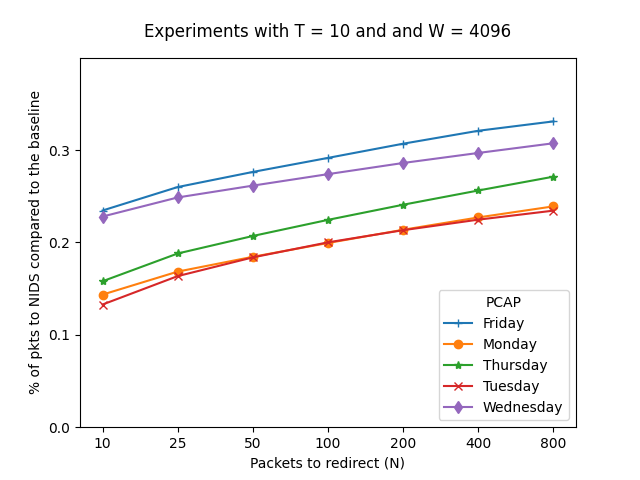 Experiments with T = 10 and and W = 4096
% of pkts to NIDS compared to the baseline
0.3
0.2
0.1
0.0
10 25 50 100 200 400 800
Packets to redirect (N)
PCAP
Friday
Monday
Thursday
Tuesday
Wednesday